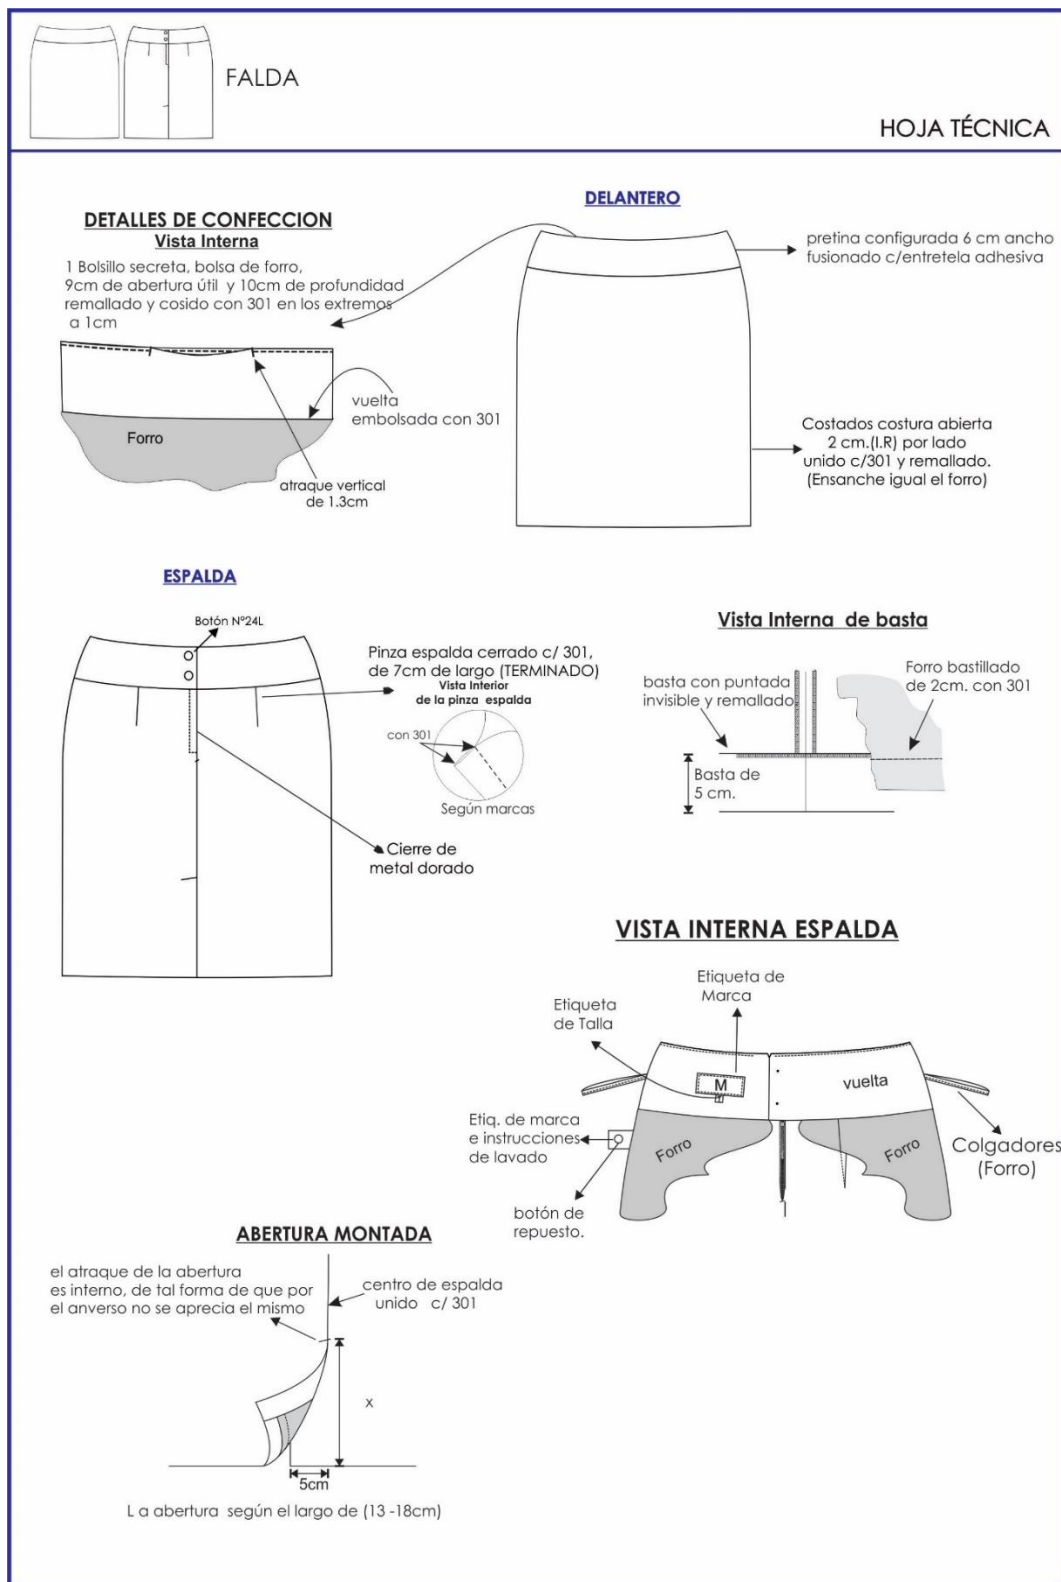 FALDA
HOJA TÉCNICA
DETALLES DE CONFECCION
Vista Interna
1 Bolsillo secreta, bolsa de forro,
9cm de abertura útil y 10cm de profundidad
remallado y cosido con 301 en los extremos
a 1cm
vuelta
embolsada con 301
Forro
atraque vertical
de 1.3cm
DELANTERO
pretina configurada 6 cm ancho
fusionado c/entretela adhesiva
Costados costura abierta
2 cm.(I.R) por lado
unido c/301 y remallado.
(Ensanche igual el forro)
ESPALDA
Botón Nº24L
Pinza espalda cerrado c/ 301,
de 7cm de largo (TERMINADO)
Vista Interior
de la pinza espalda
con 301
Según marcas
Cierre de
metal dorado
Vista Interna de basta
basta con puntada
invisible y remallado
Forro bastillado
de 2cm. con 301
Basta de
5 cm.
VISTA INTERNA ESPALDA
Etiqueta de
Marca
Etiqueta
de Talla
M
vuelta
Etiq. de marca
e instrucciones
de lavado
Forro
Forro
Colgadores
(Forro)
botón de
repuesto.
ABERTURA MONTADA
el atraque de la abertura
es interno, de tal forma de que por
el anverso no se aprecia el mismo
centro de espalda
unido c/ 301
x
5cm
L a abertura según el largo de (13 -18cm)